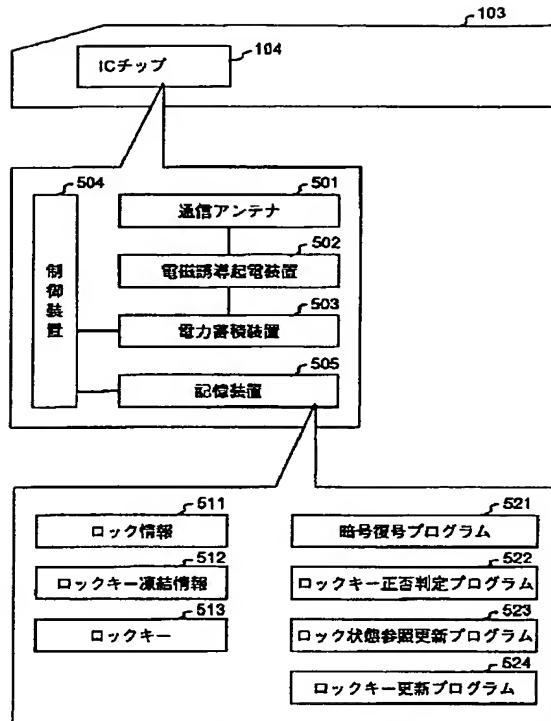 103
ICチップ
104
504
501
制御装置
通信アンテナ
502
電磁誘導起電装置
503
電力蓄積装置
505
記憶装置
511
ロック情報
512
ロックキー凍結情報
513
ロックキー
521
暗号復号プログラム
522
ロックキー正否判定プログラム
523
ロック状態参照更新プログラム
524
ロックキー更新プログラム